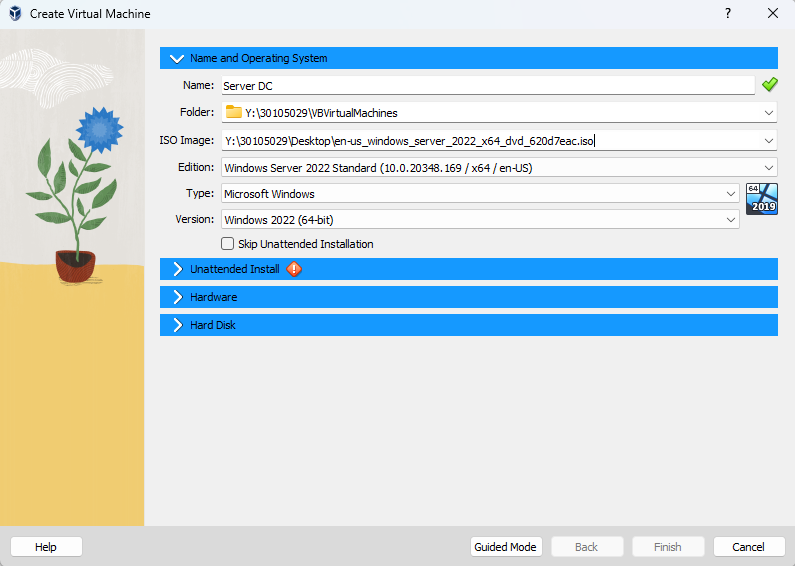 Create Virtual Machine
?
Name and Operating System
Name: Server DC
Folder: Y:\30105029\VBVirtualMachines
ISO Image: Y:\30105029\Desktop\en-us_windows_server_2022_x64_dvd_620d7eac.iso
Edition: Windows Server 2022 Standard (10.0.20348.169 / x64 / en-US)
Type: Microsoft Windows
64
2019
Version: Windows 2022 (64-bit)
Skip Unattended Installation
Unattended Install
Hardware
Hard Disk
Help Guided Mode Back Finish Cancel